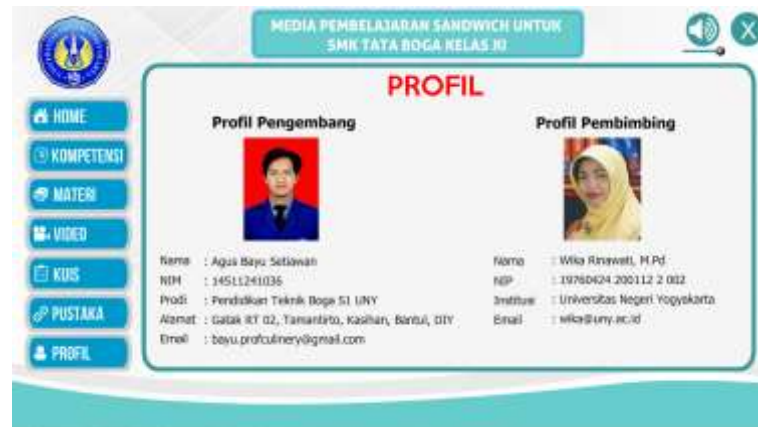 MEDIA PEMBELAJARAN SANDWICH UNTUK
SMK TATA BOGA KELAS XI
PROFIL
HOME
KOMPETENSI
MATERI
VIDEO
KUIS
PUSTAKA
PROFIL
Profil Pengembang
Nama : Agus Bayu Setiawan
NIM : 14511241036
Prodi : Pendidikan Teknik Boga S1 UNY
Alamat : Gatak RT 02, Tamantirto, Kasihan, Bantul, DIY
Email : bayu.profculinery@gmail.com
Profil Pembimbing
Nama : Wika Rinawati, M.Pd
NIP : 19760424 200112 2 002
Institusi : Universitas Negeri Yogyakarta
Email : wika@uny.ac.id